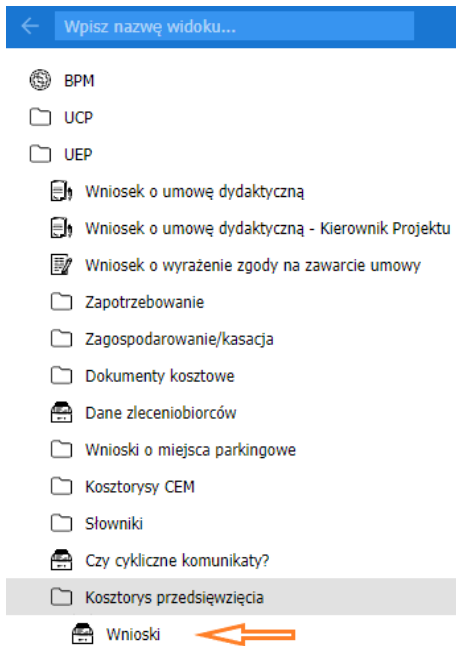 Wpisz nazwę widoku...
BPM
UCP
UEP
Wniosek o umowę dydaktyczną
Wniosek o umowę dydaktyczną - Kierownik Projektu
Wniosek o wyrażenie zgody na zawarcie umowy
Zapotrzebowanie
Zagospodarowanie/kasacja
Dokumenty kosztowe
Dane zleceniobiorców
Wnioski o miejsca parkingowe
Kosztorysy CEM
Słowniki
Czy cykliczne komunikaty?
Kosztorys przedsięwzięcia
Wnioski